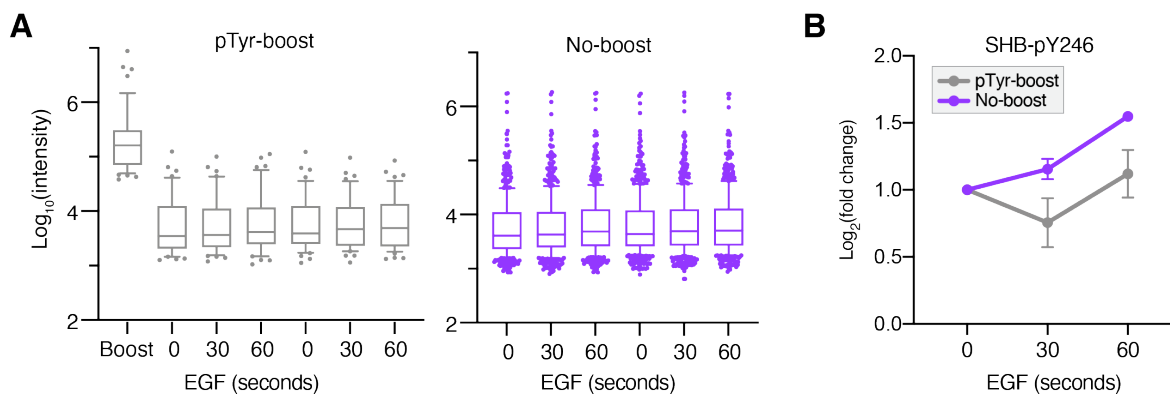 A
pTyr-boost
Log10(intensity)
6
4
2
Boost 0 30 60 0 30 60
EGF (seconds)
No-boost
6
4
2
0 30 60 0 30 60
EGF (seconds)
B
SHB-pY246
pTyr-boost
No-boost
Log2(fold change)
2.0
1.5
1.0
0.5
0.0
0 30 60
EGF (seconds)